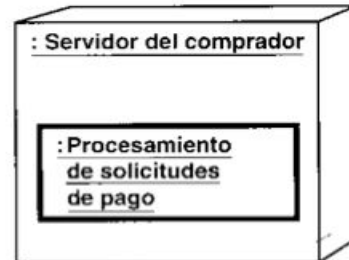 : Servidor del comprador
:Procesamiento
de solicitudes
de pago